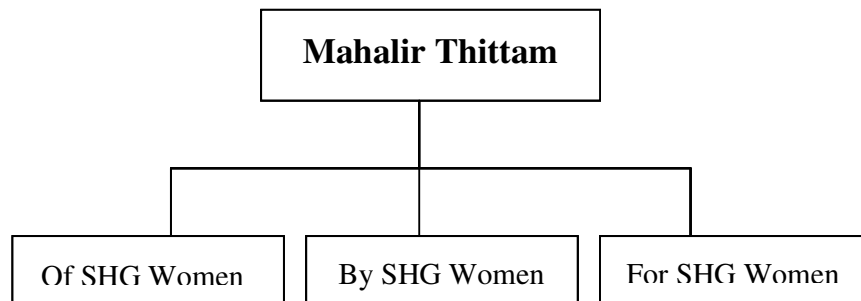 Mahalir Thittam
Of SHG Women
By SHG Women
For SHG Women